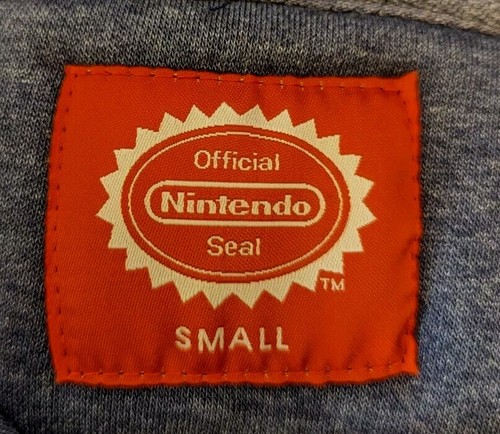 Official
Nintendo
Seal
TM
SMALL